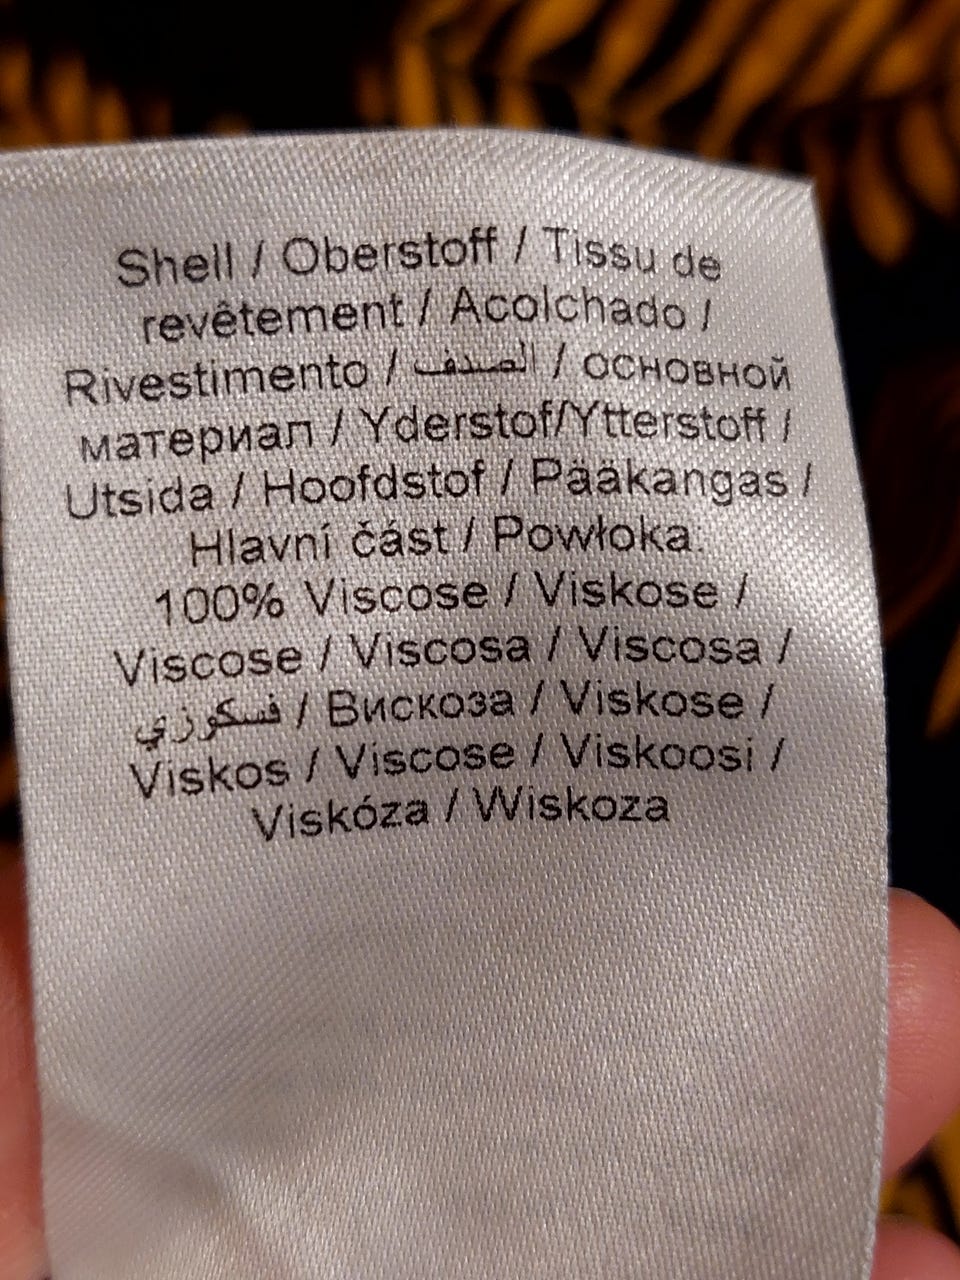 Shell / Oberstoff / Tissu de
revêtement / Acolchado /
Rivestimento / الصدف / основной
материал / Yderstof/Ytterstoff /
Utsida / Hoofdstof / Pääkangas /
Hlavní část / Powłoka:
100% Viscose / Viskose /
Viscose / Viscosa / Viscosa /
فسكوزي / Вискоза / Viskose /
Viskos / Viscose / Viskoosi /
Viskóza / Wiskoza